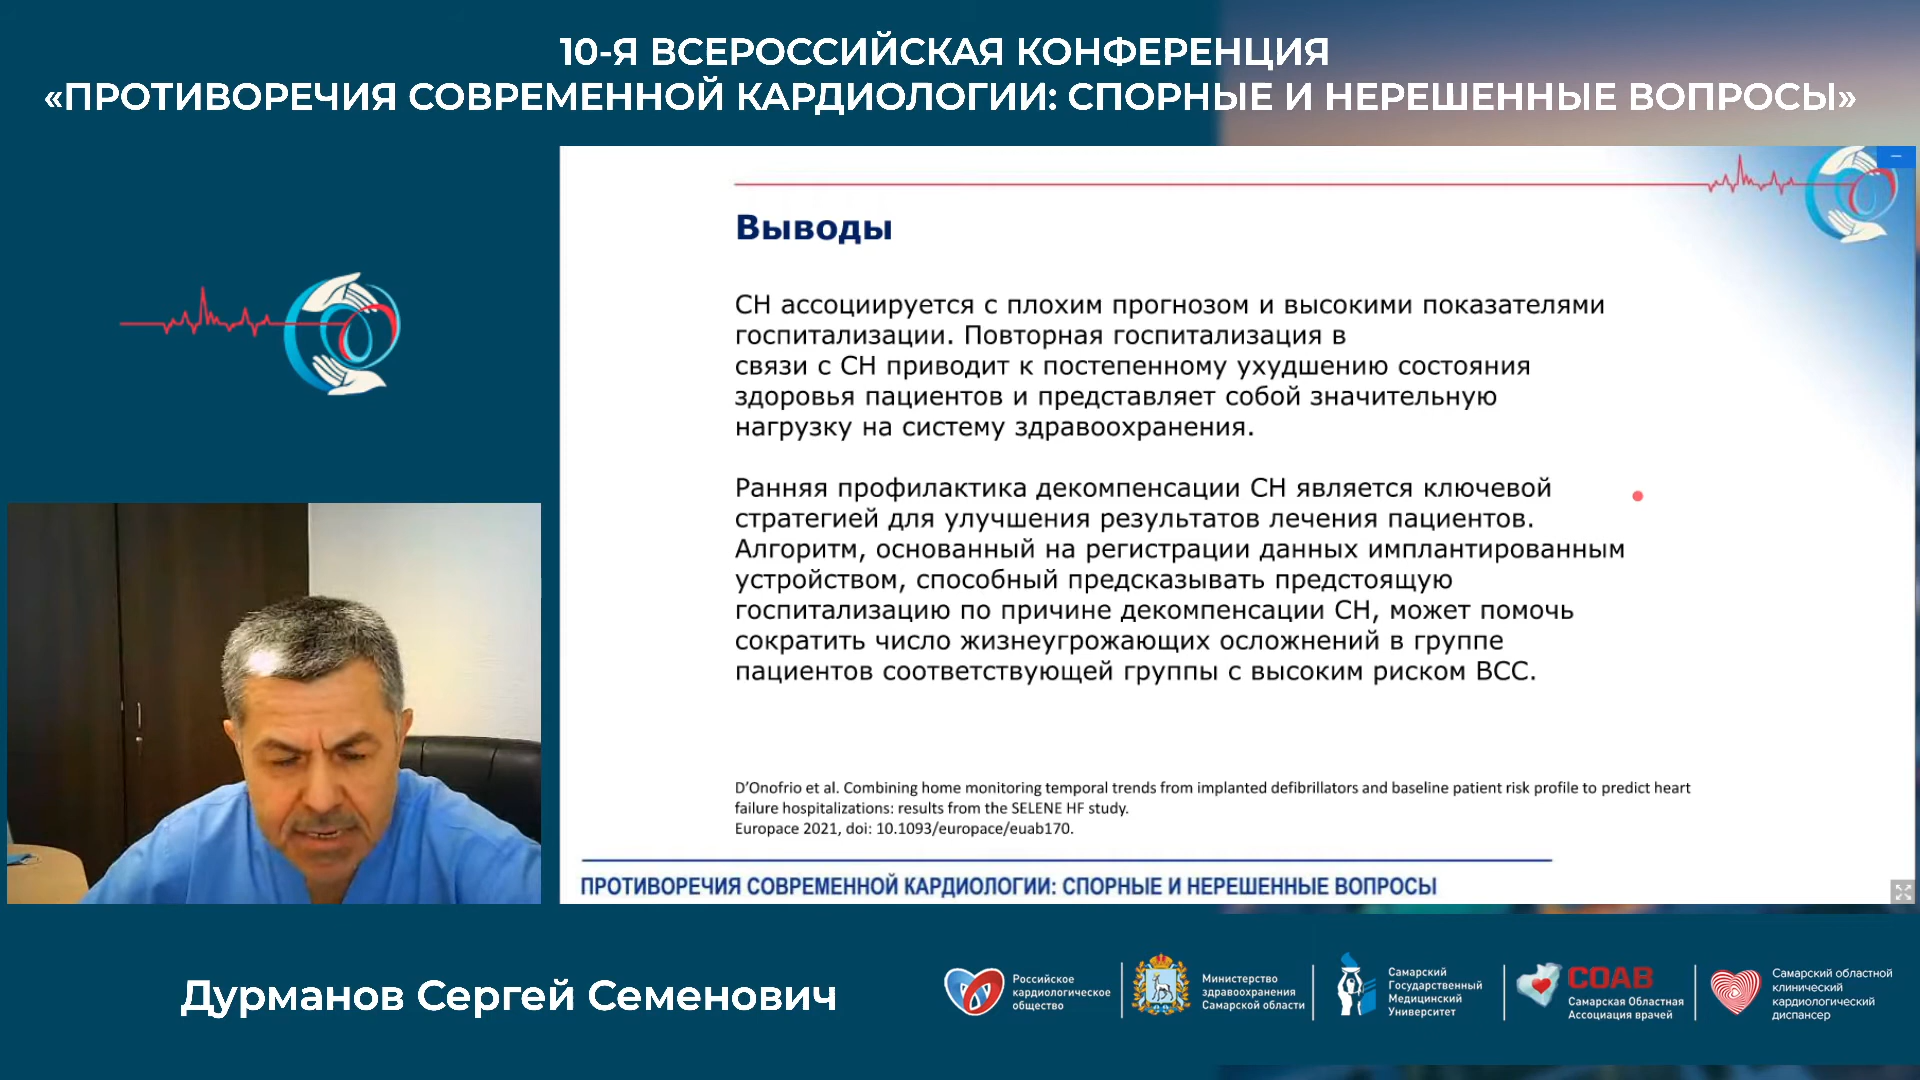 10-Я ВСЕРОССИЙСКАЯ КОНФЕРЕНЦИЯ
«ПРОТИВОРЕЧИЯ СОВРЕМЕННОЙ КАРДИОЛОГИИ: СПОРНЫЕ И НЕРЕШЕННЫЕ ВОПРОСЫ»
Выводы
СН ассоциируется с плохим прогнозом и высокими показателями
госпитализации. Повторная госпитализация в
связи с СН приводит к постепенному ухудшению состояния
здоровья пациентов и представляет собой значительную
нагрузку на систему здравоохранения.
Ранняя профилактика декомпенсации СН является ключевой
стратегией для улучшения результатов лечения пациентов.
Алгоритм, основанный на регистрации данных имплантированным
устройством, способный предсказывать предстоящую
госпитализацию по причине декомпенсации СН, может помочь
сократить число жизнеугрожающих осложнений в группе
пациентов соответствующей группы с высоким риском ВСС.
D’Onofrio et al. Combining home monitoring temporal trends from implanted defibrillators and baseline patient risk profile to predict heart
failure hospitalizations: results from the SELENE HF study.
Europace 2021, doi: 10.1093/europace/euab170.
ПРОТИВОРЕЧИЯ СОВРЕМЕННОЙ КАРДИОЛОГИИ: СПОРНЫЕ И НЕРЕШЕННЫЕ ВОПРОСЫ
Дурманов Сергей Семенович
Российское
кардиологическое
общество
Министерство
здравоохранения
Самарской области
Самарский
Государственный
Медицинский
Университет
СОАВ
Самарская Областная
Ассоциация врачей
Самарский областной
клинический
кардиологический
диспансер